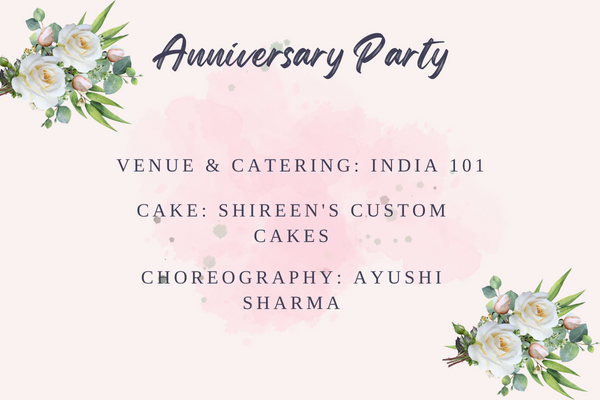 Anniversary Party
VENUE & CATERING: INDIA 101
CAKE: SHIREEN'S CUSTOM
CAKES
CHOREOGRAPHY: AYUSHI
SHARMA